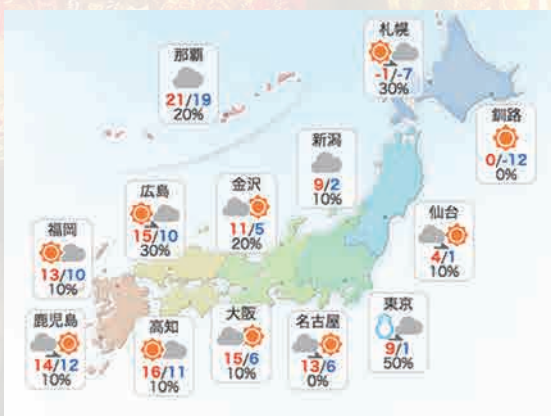 札幌
-1/-7
30%
那覇
21/19
20%
釧路
0/-12
0%
新潟
9/2
10%
広島
15/10
30%
金沢
11/5
20%
仙台
4/1
10%
福岡
13/10
10%
東京
9/1
50%
鹿児島
14/12
10%
高知
16/11
10%
大阪
15/6
10%
名古屋
13/6
0%